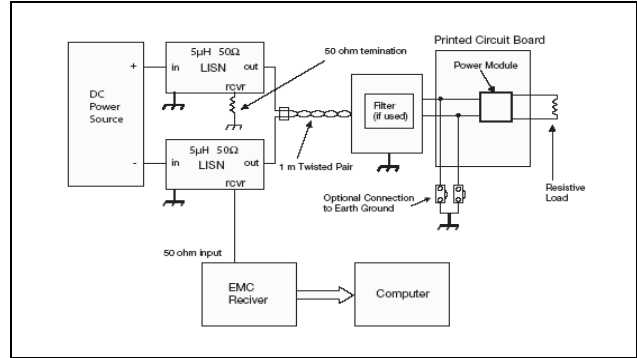 Printed Circuit Board
5µH 50Ω
LISN
in
out
rcvr
50 ohm temination
Power Module
+
DC
Power
Source
-
Filter
(if used)
5µH 50Ω
LISN
in
out
rcvr
1 m Twisted Pair
Optional Connection
to Earth Ground
Resistive
Load
50 ohm input
EMC
Reciver
Computer